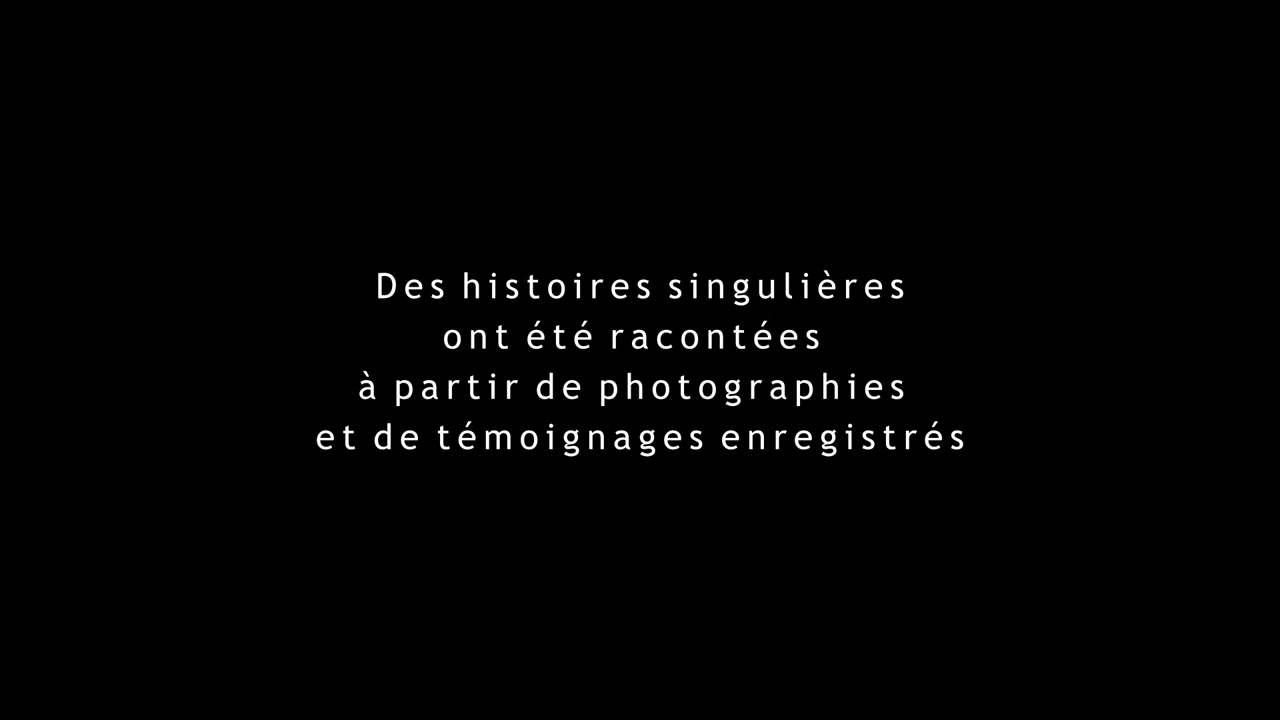 Des histoires singulières
ont été racontées
à partir de photographies
et de témoignages enregistrés